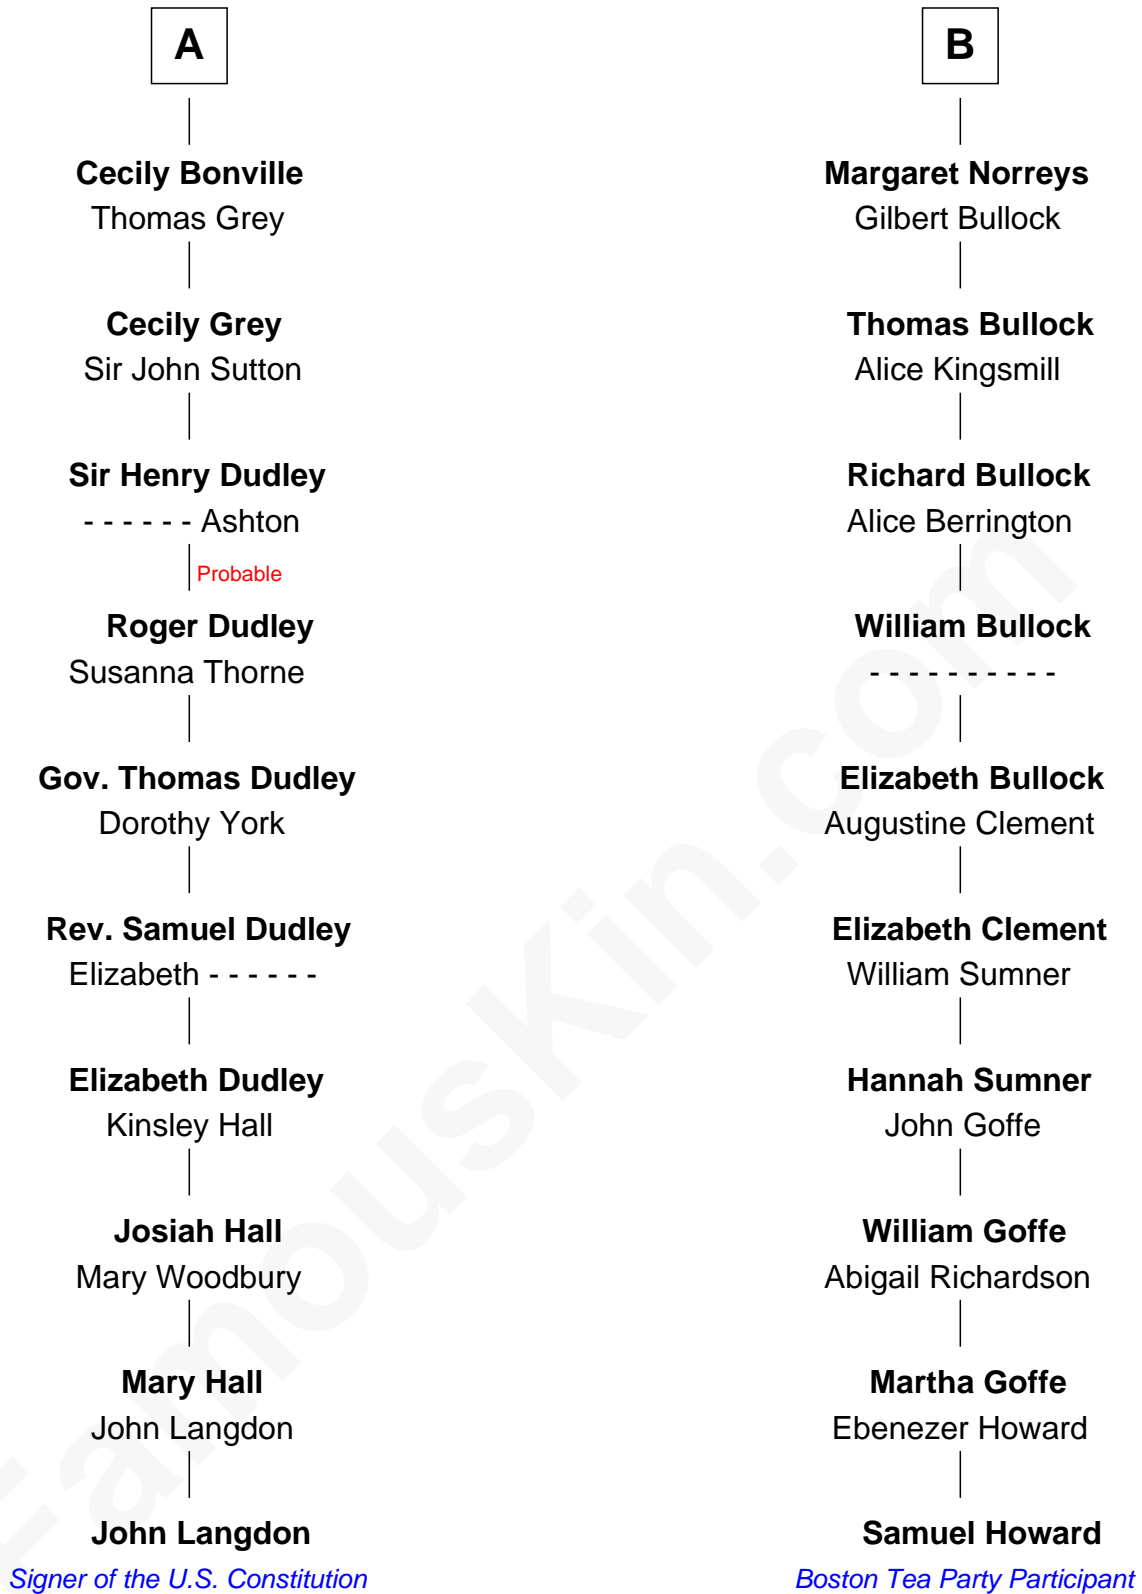 A
Cecily Bonville
Thomas Grey
Cecily Grey
Sir John Sutton
Sir Henry Dudley
- - - - - - Ashton
Probable
Roger Dudley
Susanna Thorne
Gov. Thomas Dudley
Dorothy York
Rev. Samuel Dudley
Elizabeth - - - - - -
Elizabeth Dudley
Kinsley Hall
Josiah Hall
Mary Woodbury
Mary Hall
John Langdon
John Langdon
Signer of the U.S. Constitution
B
Margaret Norreys
Gilbert Bullock
Thomas Bullock
Alice Kingsmill
Richard Bullock
Alice Berrington
William Bullock
- - - - - - - - - -
Elizabeth Bullock
Augustine Clement
Elizabeth Clement
William Sumner
Hannah Sumner
John Goffe
William Goffe
Abigail Richardson
Martha Goffe
Ebenezer Howard
Samuel Howard
Boston Tea Party Participant
FamousKin.com